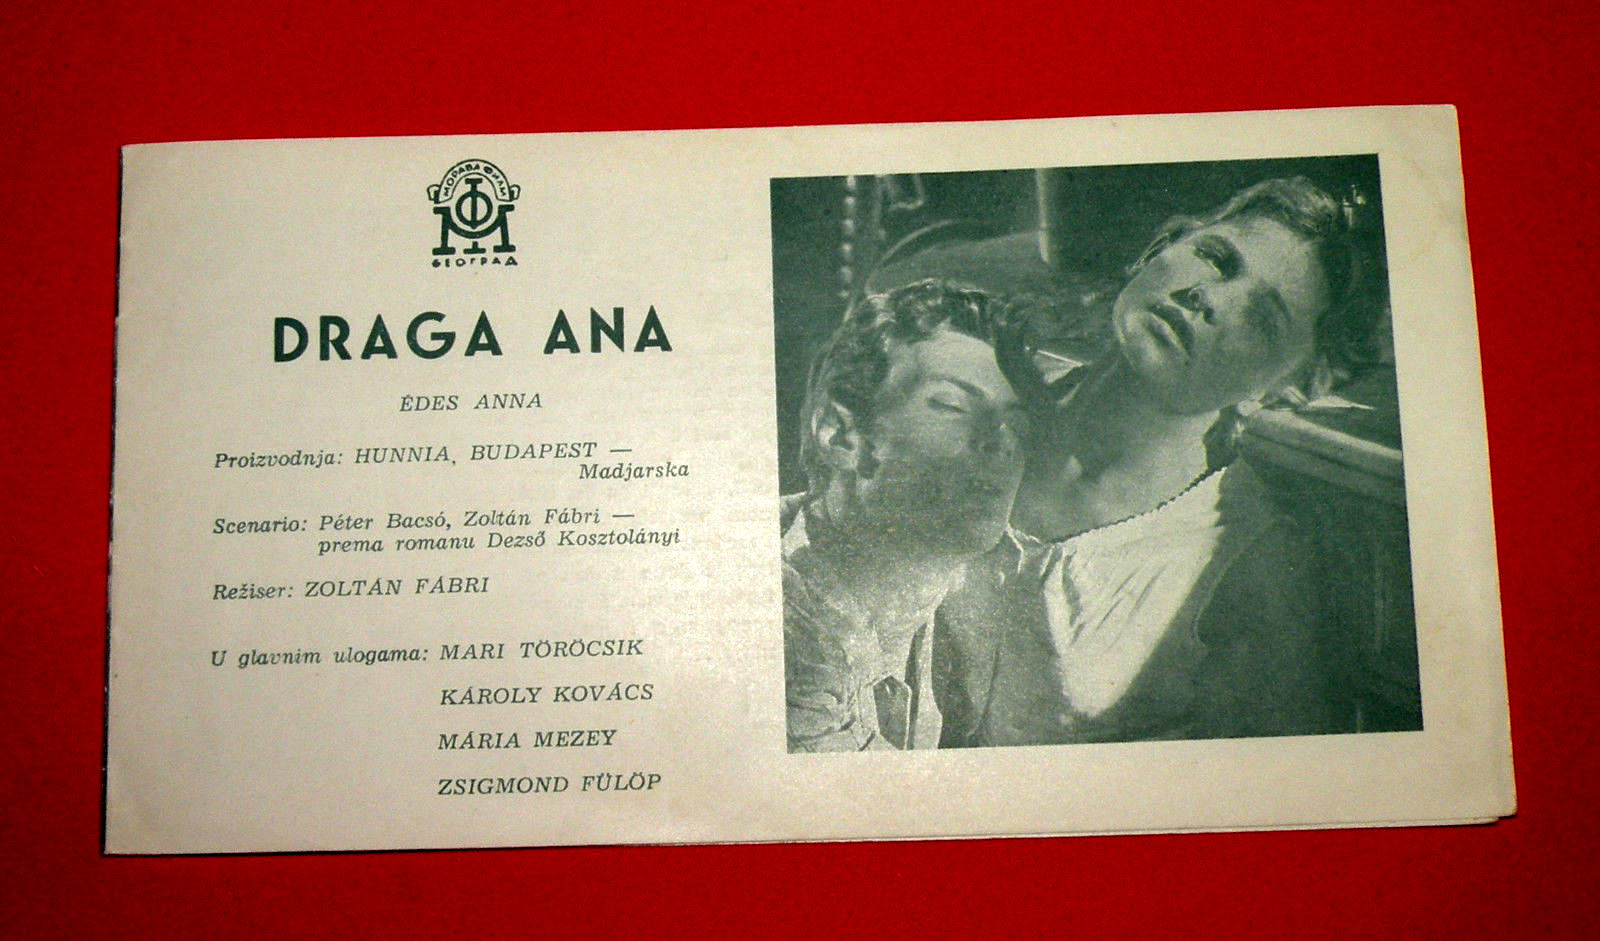 МОРАВА ФИЛМ
БЕОГРАД
DRAGA ANA
ÉDES ANNA
Proizvodnja: HUNNIA, BUDAPEST —
Madjarska
Scenario: Péter Bacsó, Zoltán Fábri —
prema romanu Dezső Kosztolányi
Režiser: ZOLTÁN FÁBRI
U glavnim ulogama: MARI TÖRÖCSIK
KÁROLY KOVÁCS
MÁRIA MEZEY
ZSIGMOND FÜLÖP